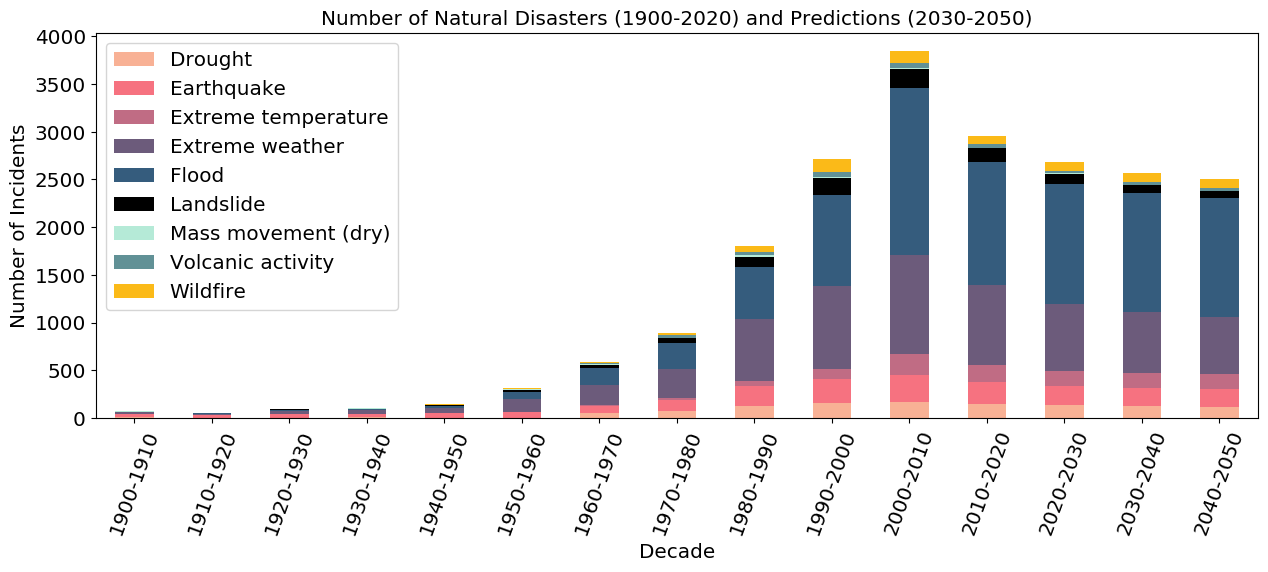 Number of Natural Disasters (1900-2020) and Predictions (2030-2050)
Number of Incidents
4000
3500
3000
2500
2000
1500
1000
500
0
Drought
Earthquake
Extreme temperature
Extreme weather
Flood
Landslide
Mass movement (dry)
Volcanic activity
Wildfire
1900-1910
1910-1920
1920-1930
1930-1940
1940-1950
1950-1960
1960-1970
1970-1980
1980-1990
1990-2000
2000-2010
2010-2020
2020-2030
2030-2040
2040-2050
Decade